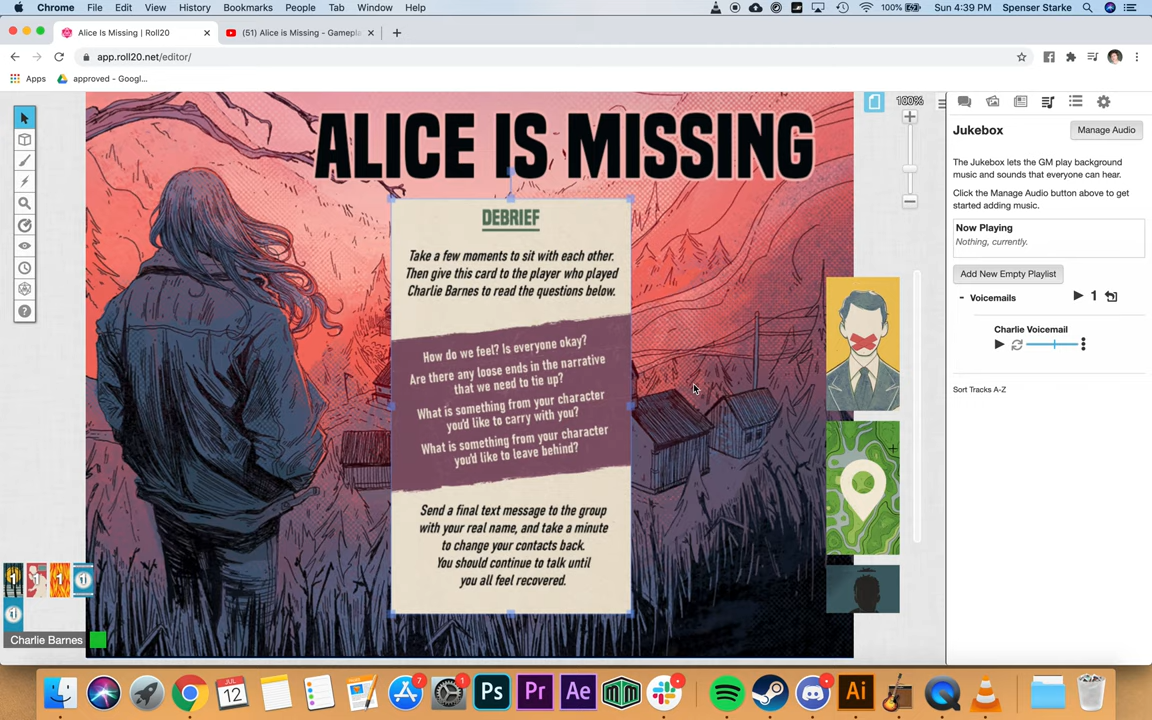 Chrome File Edit View History Bookmarks People Tab Window Help
100% Sun 4:39 PM Spenser Starke
Alice Is Missing | Roll20
(51) Alice is Missing - Gamepla
app.roll20.net/editor/
Apps approved - Googl...
100%
ALICE IS MISSING
DEBRIEF
Take a few moments to sit with each other.
Then give this card to the player who played
Charlie Barnes to read the questions below.
How do we feel? Is everyone okay?
Are there any loose ends in the narrative
that we need to tie up?
What is something from your character
you'd like to carry with you?
What is something from your character
you'd like to leave behind?
Send a final text message to the group
with your real name, and take a minute
to change your contacts back.
You should continue to talk until
you all feel recovered.
1 1 1
Charlie Barnes
Jukebox
Manage Audio
The Jukebox lets the GM play background
music and sounds that everyone can hear.
Click the Manage Audio button above to get
started adding music.
Now Playing
Nothing, currently.
Add New Empty Playlist
- Voicemails 1
Charlie Voicemail
Sort Tracks A-Z
JUL
12
7
1
Ps
Pr
Ae
Ai